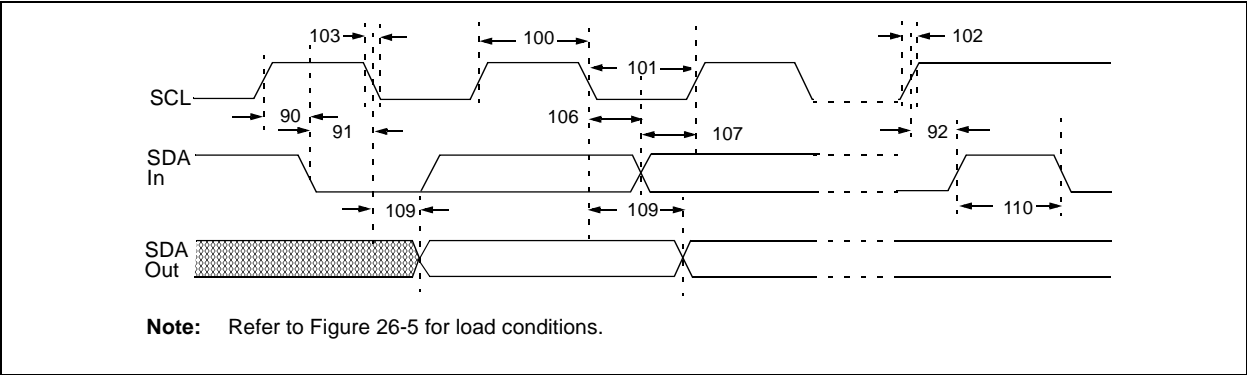 103
100
102
101
SCL
90
106
91
107
92
SDA
In
109
109
110
SDA
Out
Note: Refer to Figure 26-5 for load conditions.